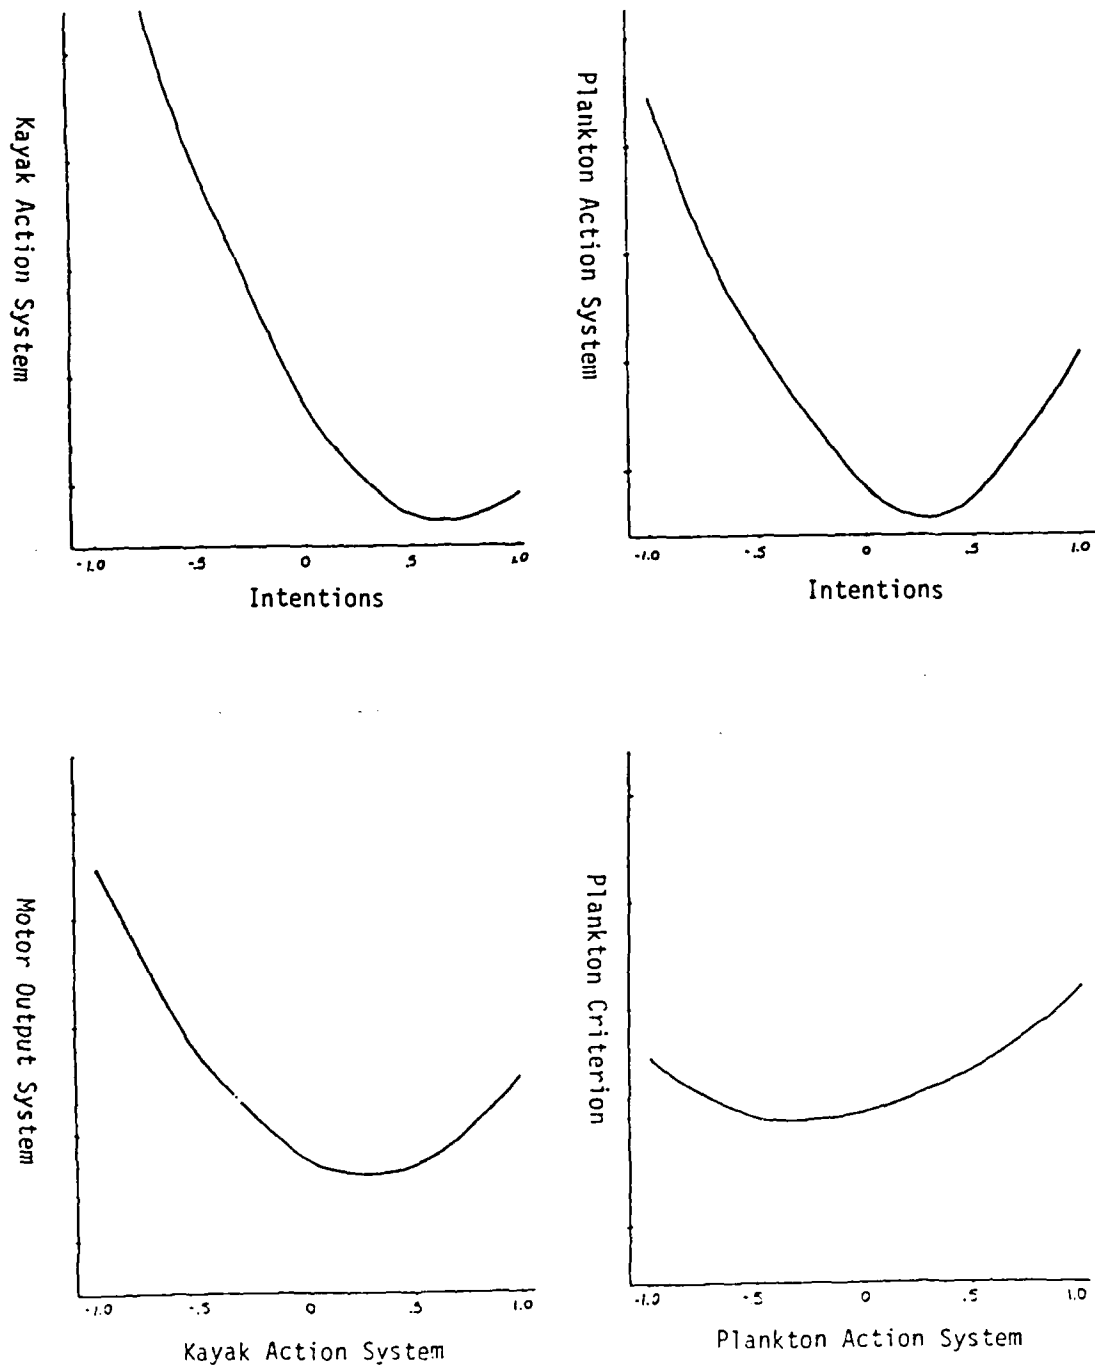 Kayak Action System
-1.0 -.5 0 .5 1.0
Intentions
Plankton Action System
-1.0 -.5 0 .5 1.0
Intentions
Motor Output System
-1.0 -.5 0 .5 1.0
Kayak Action System
Plankton Criterion
-1.0 -.5 0 .5 1.0
Plankton Action System